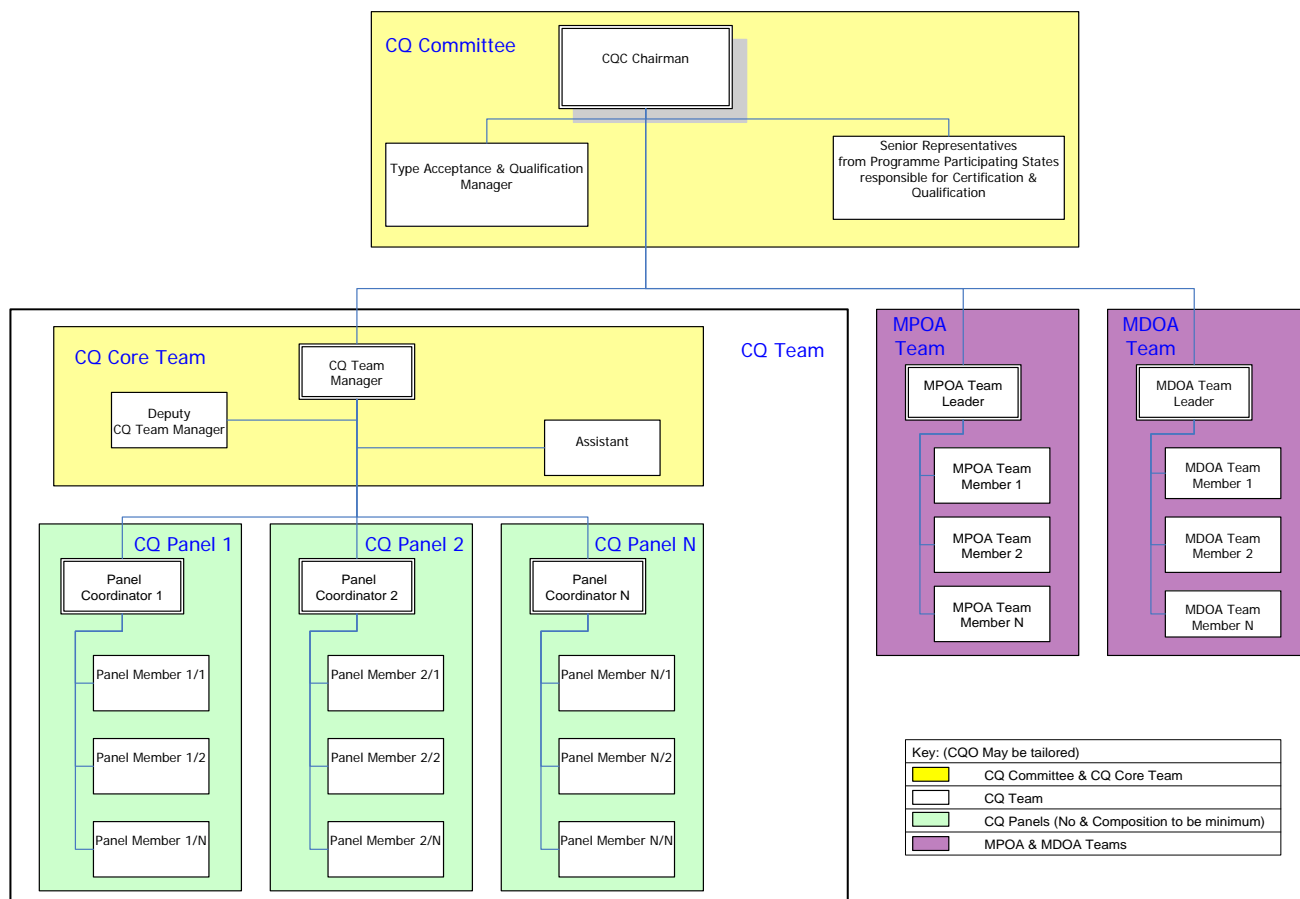 CQ Committee
CQC Chairman
Type Acceptance & Qualification
Manager
Senior Representatives
from Programme Participating States
responsible for Certification &
Qualification
CQ Team
CQ Core Team
CQ Team
Manager
Deputy
CQ Team Manager
Assistant
CQ Panel 1
Panel
Coordinator 1
Panel Member 1/1
Panel Member 1/2
Panel Member 1/N
CQ Panel 2
Panel
Coordinator 2
Panel Member 2/1
Panel Member 2/2
Panel Member 2/N
CQ Panel N
Panel
Coordinator N
Panel Member N/1
Panel Member N/2
Panel Member N/N
MPOA
Team
MPOA Team
Leader
MPOA Team
Member 1
MPOA Team
Member 2
MPOA Team
Member N
MDOA
Team
MDOA Team
Leader
MDOA Team
Member 1
MDOA Team
Member 2
MDOA Team
Member N
Key: (CQO May be tailored)
CQ Committee & CQ Core Team
CQ Team
CQ Panels (No & Composition to be minimum)
MPOA & MDOA Teams